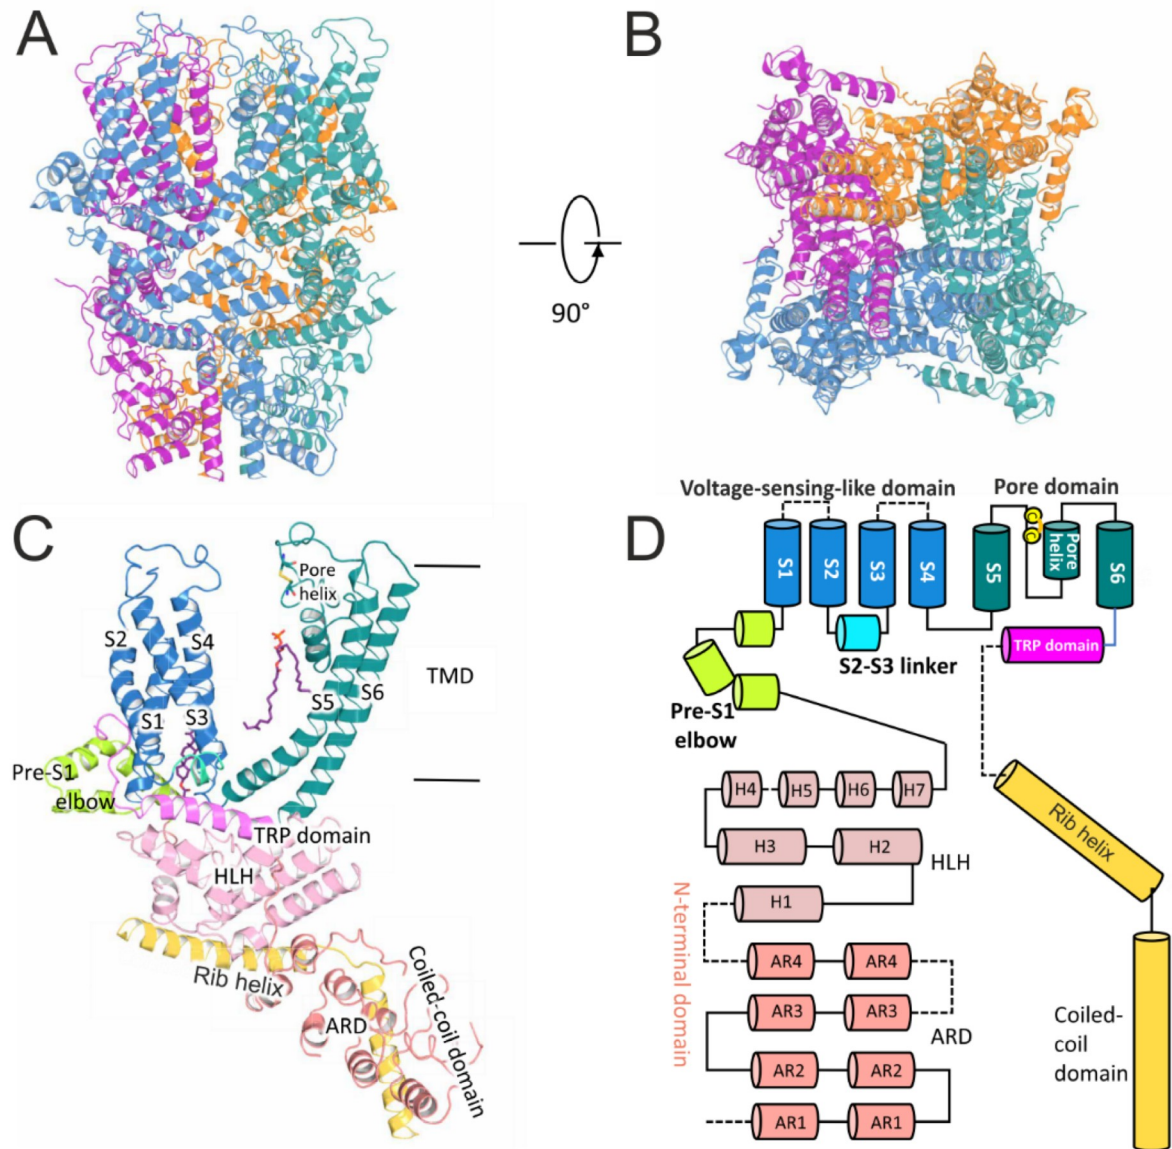 A
B
90°
C
Pore
helix
S2
S4
TMD
S5
S6
S1
S3
Pre-S1
elbow
TRP domain
HLH
Rib helix
ARD
Coiled-coil domain
D
Voltage-sensing-like domain
Pore domain
C
C
S1
S2
S3
S4
S5
Pore
helix
S6
TRP domain
S2-S3 linker
Pre-S1
elbow
H4
H5
H6
H7
H3
H2
HLH
H1
N-terminal domain
AR4
AR4
AR3
AR3
ARD
AR2
AR2
AR1
AR1
Rib helix
Coiled-
coil
domain